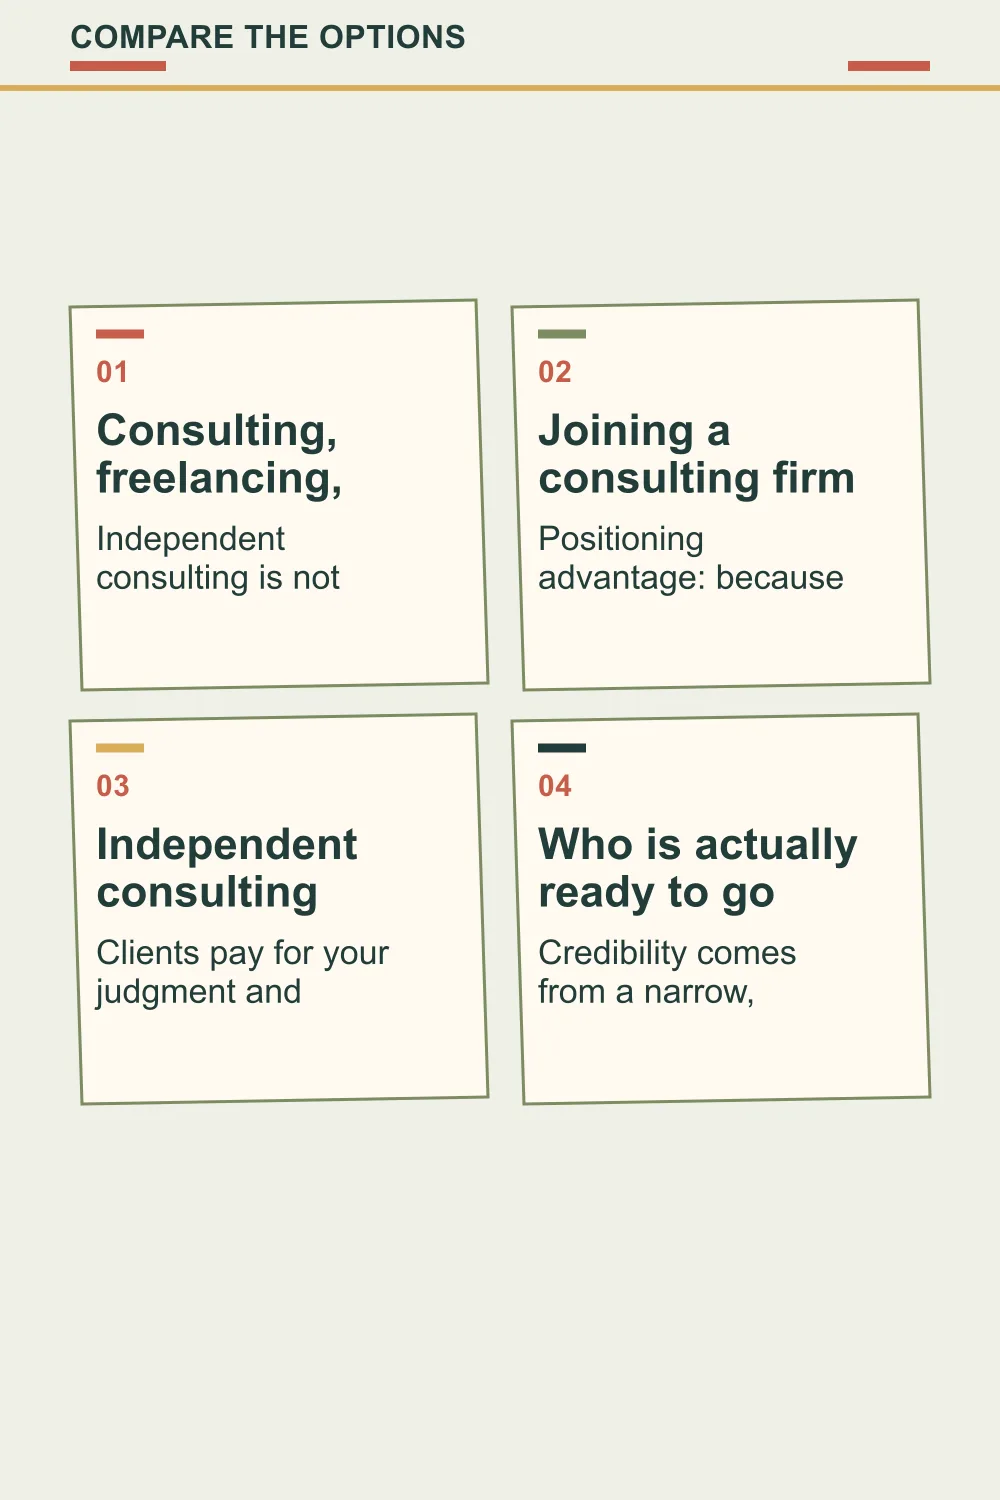 COMPARE THE OPTIONS
01
Consulting,
freelancing,
Independent
consulting is not
02
Joining a
consulting firm
Positioning
advantage: because
03
Independent
consulting
Clients pay for your
judgment and
04
Who is actually
ready to go
Credibility comes
from a narrow,